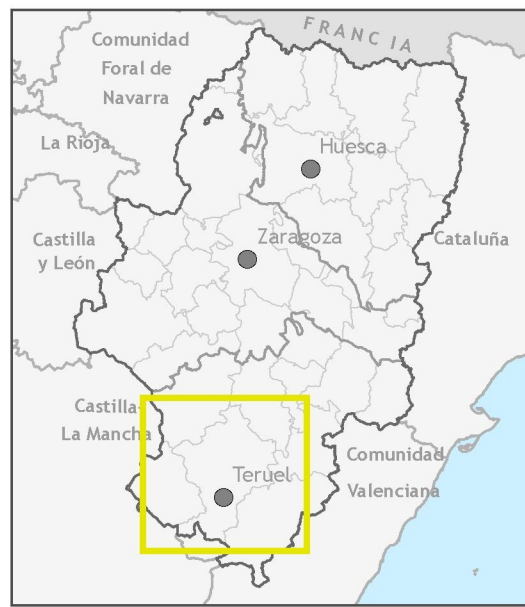 FRANCIA
Comunidad
Foral de
Navarra
La Rioja
Huesca
Castilla
y León
Zaragoza
Cataluña
Castilla-
La Mancha
Teruel
Comunidad
Valenciana